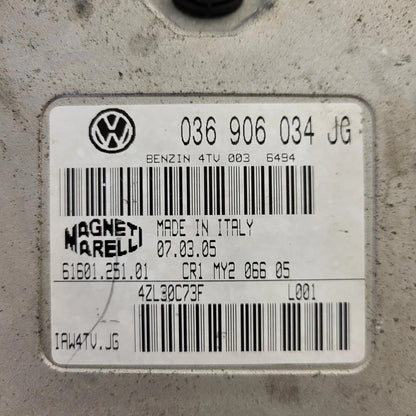 036 906 034 JG
BENZIN 4TV 003 6494
MAGNETI MARELLI
MADE IN ITALY
07.03.05
61601.251.01 CR1 MY2 066 05
4ZL30C73F L001
IAW4TV.JG